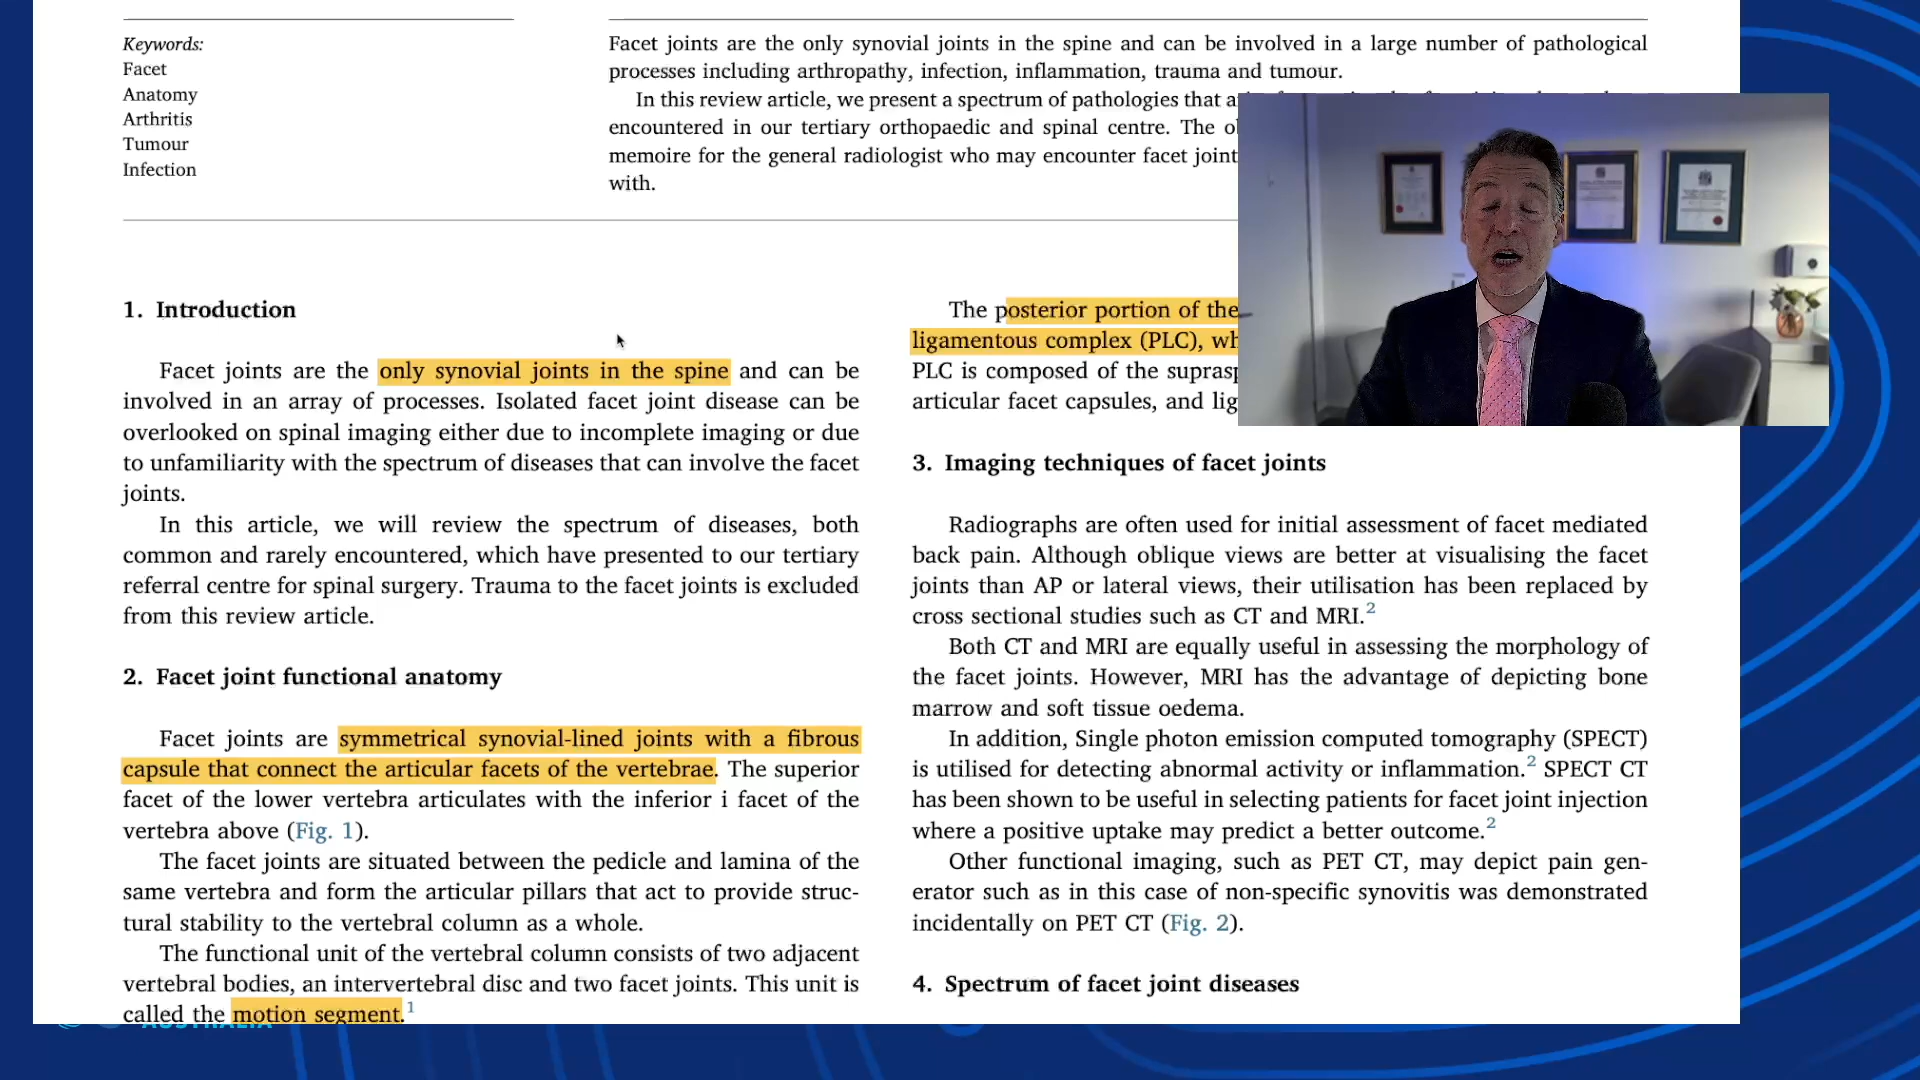 Keywords:
Facet
Anatomy
Arthritis
Tumour
Infection
Facet joints are the only synovial joints in the spine and can be involved in a large number of pathological
processes including arthropathy, infection, inflammation, trauma and tumour.
In this review article, we present a spectrum of pathologies that
encountered in our tertiary orthopaedic and spinal centre. The
memoire for the general radiologist who may encounter facet joint
with.
1. Introduction
Facet joints are the only synovial joints in the spine and can be
involved in an array of processes. Isolated facet joint disease can be
overlooked on spinal imaging either due to incomplete imaging or due
to unfamiliarity with the spectrum of diseases that can involve the facet
joints.
In this article, we will review the spectrum of diseases, both
common and rarely encountered, which have presented to our tertiary
referral centre for spinal surgery. Trauma to the facet joints is excluded
from this review article.
2. Facet joint functional anatomy
Facet joints are symmetrical synovial-lined joints with a fibrous
capsule that connect the articular facets of the vertebrae. The superior
facet of the lower vertebra articulates with the inferior i facet of the
vertebra above (Fig. 1).
The facet joints are situated between the pedicle and lamina of the
same vertebra and form the articular pillars that act to provide struc-
tural stability to the vertebral column as a whole.
The functional unit of the vertebral column consists of two adjacent
vertebral bodies, an intervertebral disc and two facet joints. This unit is
called the motion segment.1
The posterior portion of the
ligamentous complex (PLC), wh
PLC is composed of the supras
articular facet capsules, and lig
3. Imaging techniques of facet joints
Radiographs are often used for initial assessment of facet mediated
back pain. Although oblique views are better at visualising the facet
joints than AP or lateral views, their utilisation has been replaced by
cross sectional studies such as CT and MRI.2
Both CT and MRI are equally useful in assessing the morphology of
the facet joints. However, MRI has the advantage of depicting bone
marrow and soft tissue oedema.
In addition, Single photon emission computed tomography (SPECT)
is utilised for detecting abnormal activity or inflammation.2 SPECT CT
has been shown to be useful in selecting patients for facet joint injection
where a positive uptake may predict a better outcome.2
Other functional imaging, such as PET CT, may depict pain gen-
erator such as in this case of non-specific synovitis was demonstrated
incidentally on PET CT (Fig. 2).
4. Spectrum of facet joint diseases
AUSTRALIA